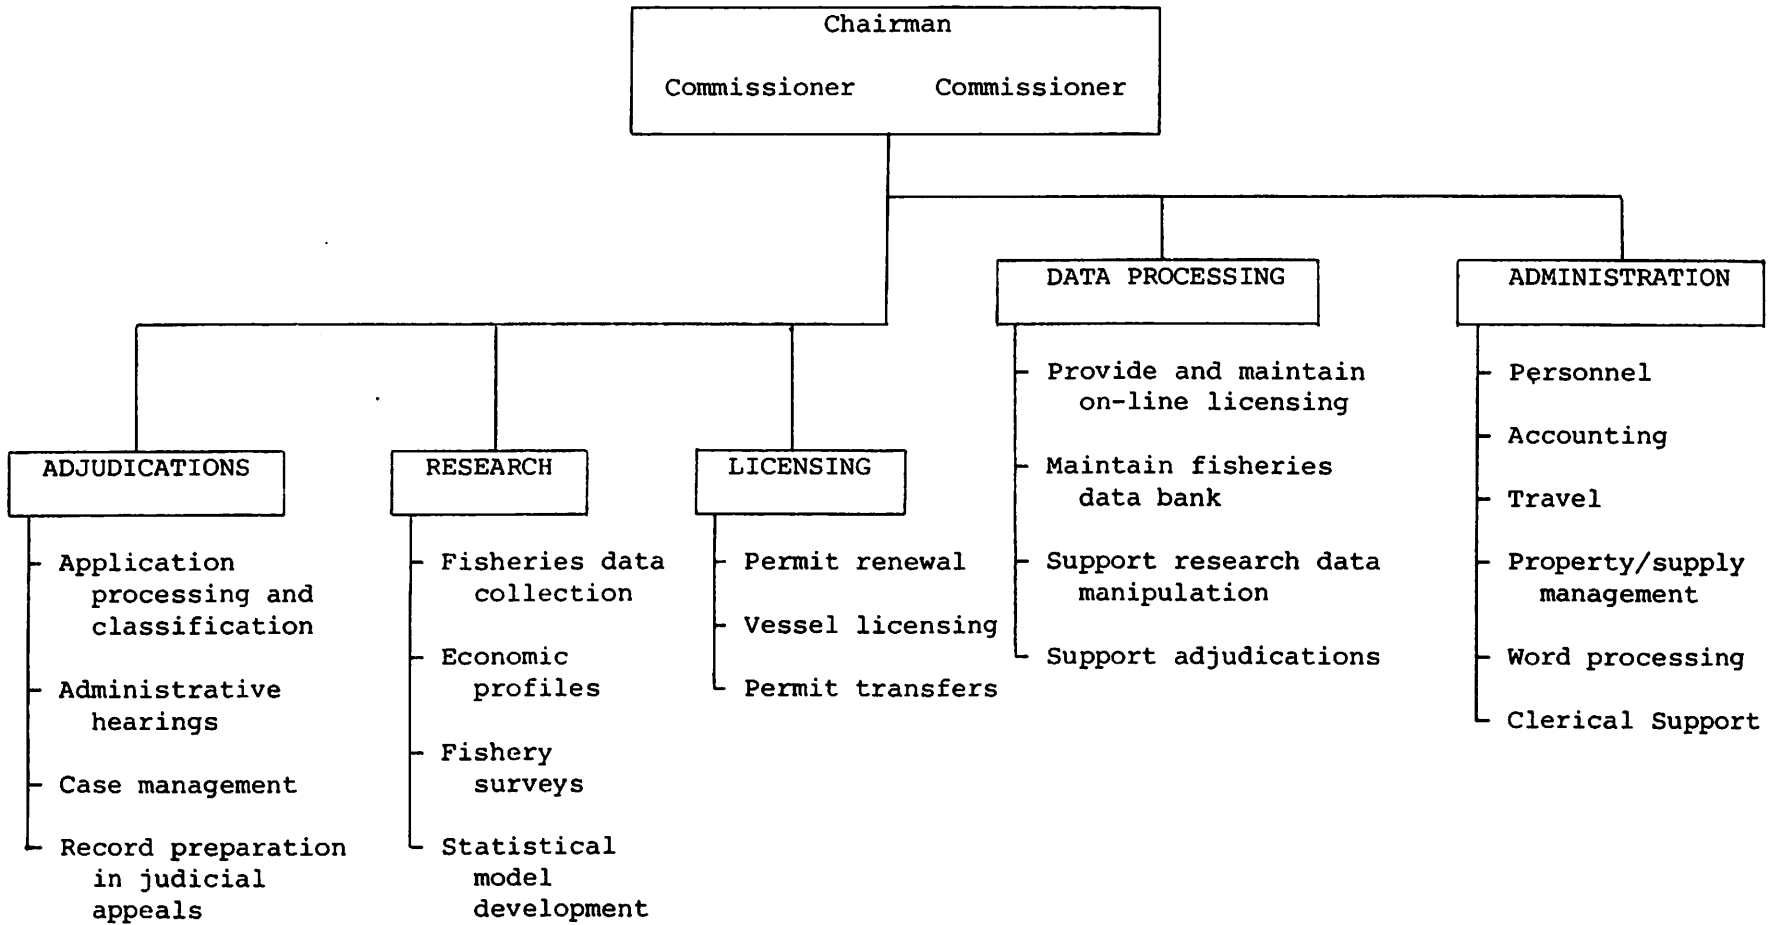 Chairman
Commissioner Commissioner
DATA PROCESSING
Provide and maintain
on-line licensing
Maintain fisheries
data bank
Support research data
manipulation
Support adjudications
ADMINISTRATION
Personnel
Accounting
Travel
Property/supply
management
Word processing
Clerical Support
ADJUDICATIONS
Application
processing and
classification
Administrative
hearings
Case management
Record preparation
in judicial
appeals
RESEARCH
Fisheries data
collection
Economic
profiles
Fishery
surveys
Statistical
model
development
LICENSING
Permit renewal
Vessel licensing
Permit transfers